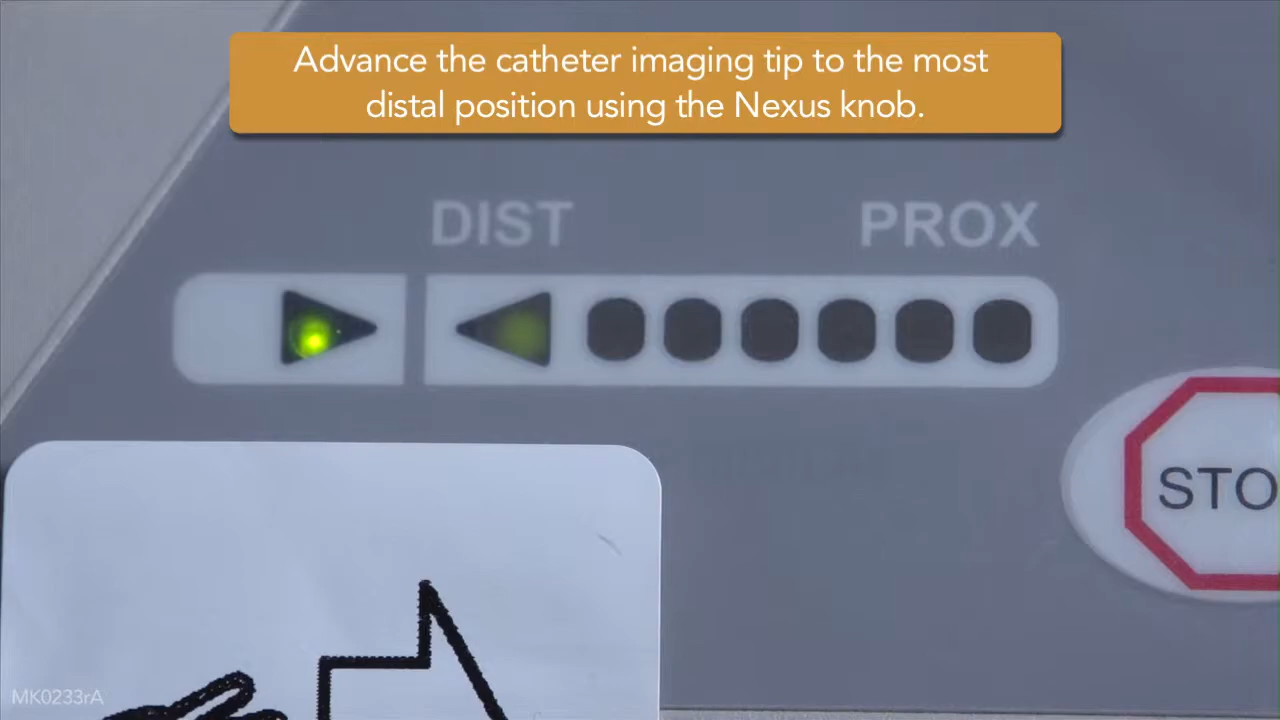 Advance the catheter imaging tip to the most
distal position using the Nexus knob.
DIST PROX
STO
MK0233rA